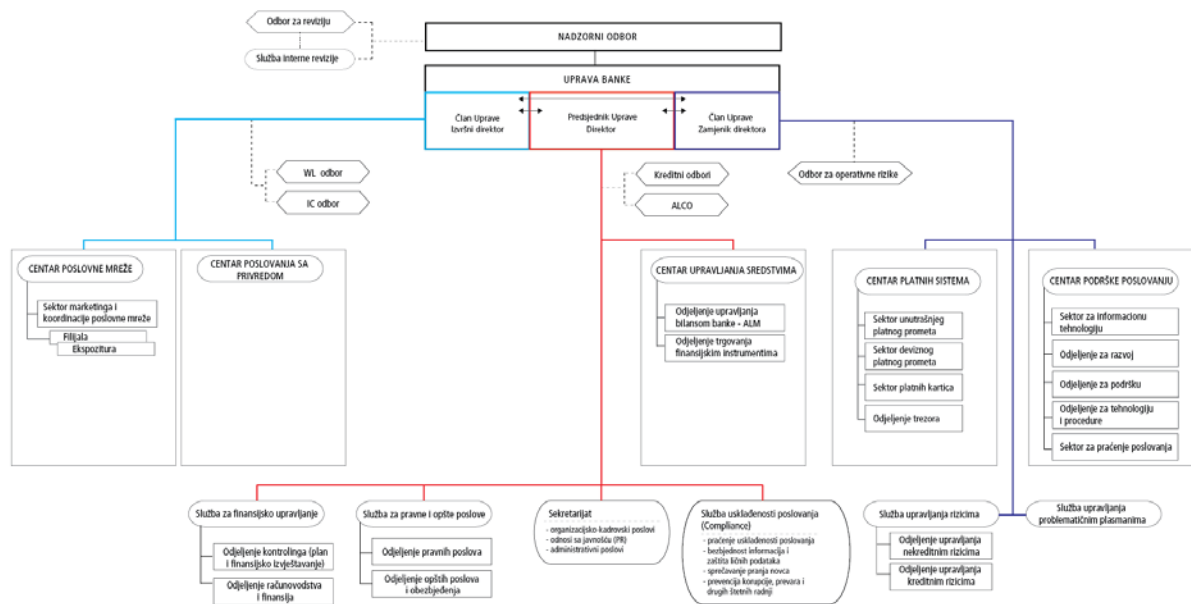 Odbor za reviziju
Služba interne revizije
NADZORNI ODBOR
UPRAVA BANKE
Član Uprave
Izvršni direktor
Predsjednik Uprave
Direktor
Član Uprave
Zamjenik direktora
WL odbor
IC odbor
Kreditni odbori
ALCO
Odbor za operativne rizike
CENTAR POSLOVNE MREŽE
Sektor marketinga i
koordinacije poslovne mreže
Filijala
Ekspozitura
CENTAR POSLOVANJA SA
PRIVREDOM
CENTAR UPRAVLJANJA SREDSTVIMA
Odjeljenje upravljanja
bilansom banke - ALM
Odjeljenje trgovanja
finansijskim instrumentima
CENTAR PLATNIH SISTEMA
Sektor unutrašnjeg
platnog prometa
Sektor deviznog
platnog prometa
Sektor platnih kartica
Odjeljenje trezora
CENTAR PODRŠKE POSLOVANJU
Sektor za informacionu
tehnologiju
Odjeljenje za razvoj
Odjeljenje za podršku
Odjeljenje za tehnologiju
i procedure
Sektor za praćenje poslovanja
Služba za finansijsko upravljanje
Odjeljenje kontrolinga (plan
i finansijsko izvještavanje)
Odjeljenje računovodstva
i finansija
Služba za pravne i opšte poslove
Odjeljenje pravnih poslova
Odjeljenje opštih poslova
i obezbjeđenja
Sekretarijat
- organizacijsko-kadrovski poslovi
- odnosi sa javnošću (PR)
- administrativni poslovi
Služba usklađenosti poslovanja
(Compliance)
- praćenje usklađenosti poslovanja
- bezbjednost informacija i
zaštita ličnih podataka
- sprečavanje pranja novca
- prevencija korupcije, prevara i
drugih štetnih radnji
Služba upravljanja rizicima
Odjeljenje upravljanja
nekreditnim rizicima
Odjeljenje upravljanja
kreditnim rizicima
Služba upravljanja
problematičnim plasmanima